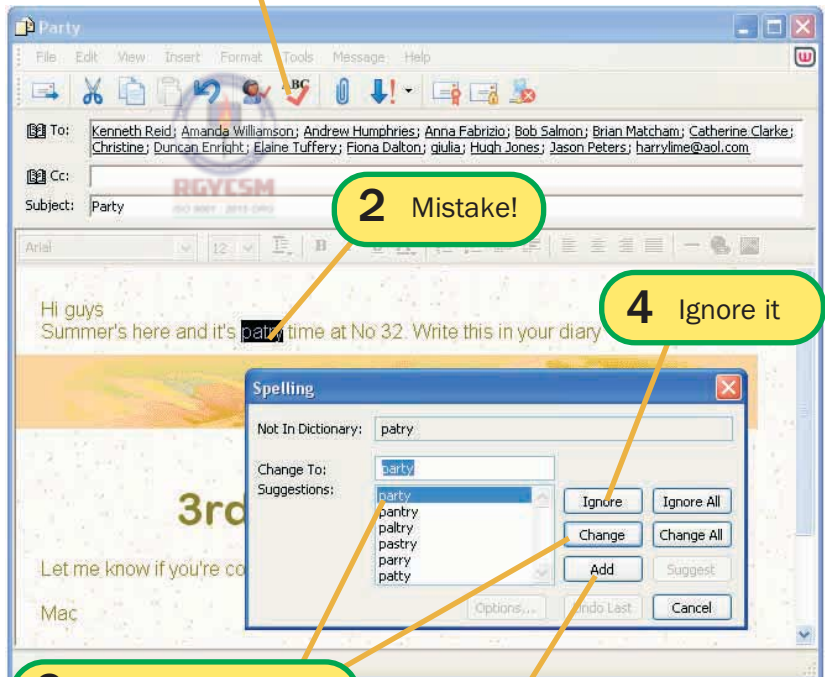 Party
File Edit View Insert Format Tools Message Help
ABC
To: Kenneth Reid; Amanda Williamson; Andrew Humphries; Anna Fabrizio; Bob Salmon; Brian Matcham; Catherine Clarke;
Christine; Duncan Enright; Elaine Tuffery; Fiona Dalton; giulia; Hugh Jones; Jason Peters; harrylime@aol.com
Cc:
RGYCSM
Subject: Party
2 Mistake!
Arial 12 B
4 Ignore it
Hi guys
Summer's here and it's patry time at No 32. Write this in your diary
Spelling
Not In Dictionary: patry
Change To: party
Suggestions: party
pantry
paltry
pastry
parry
patty
Ignore Ignore All
Change Change All
Add Suggest
Options... Undo Last Cancel
3rd
Let me know if you're co
Mac